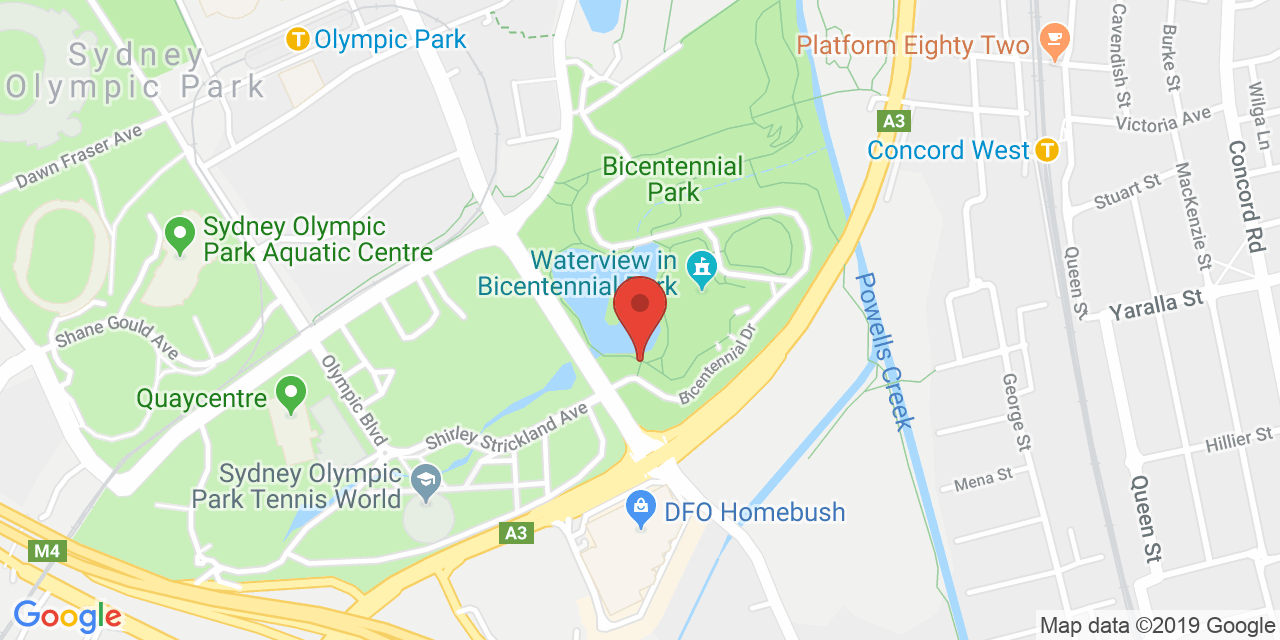 Sydney
Olympic Park
Olympic Park
Platform Eighty Two
Cavendish St
Burke St
Wilga Ln
Dawn Fraser Ave
A3
Victoria Ave
Concord West
Concord Rd
Bicentennial
Park
Stuart St
MacKenzie St
Sydney Olympic
Park Aquatic Centre
Waterview in
Bicentennial Park
Queen St
Powells Creek
Yaralla St
Shane Gould Ave
Bicentennial Dr
Olympic Blvd
Quaycentre
George St
Shirley Strickland Ave
Hillier St
Sydney Olympic
Park Tennis World
Mena St
Queen St
DFO Homebush
A3
M4
Google
Map data ©2019 Google